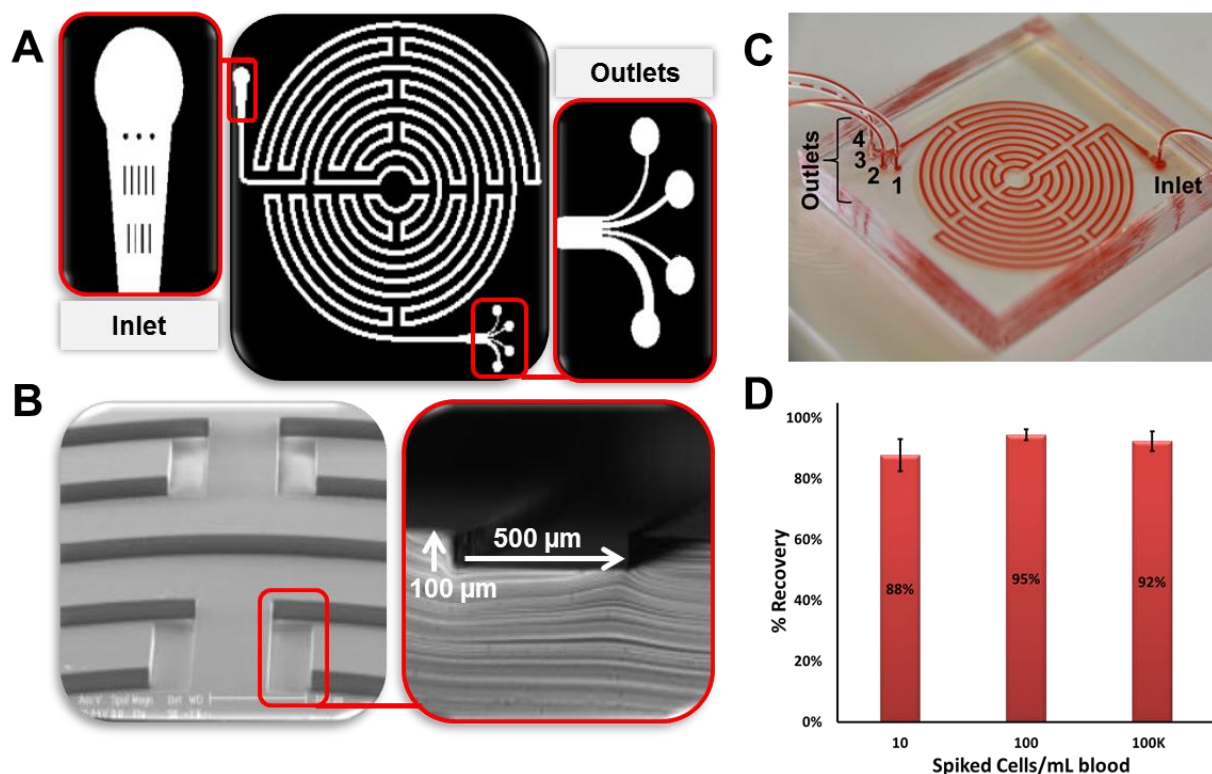 A
Inlet
Outlets
C
Outlets
4
3
2
1
Inlet
B
500 µm
100 µm
D
% Recovery
100%
80%
60%
40%
20%
0%
88%
95%
92%
10
100
100K
Spiked Cells/mL blood